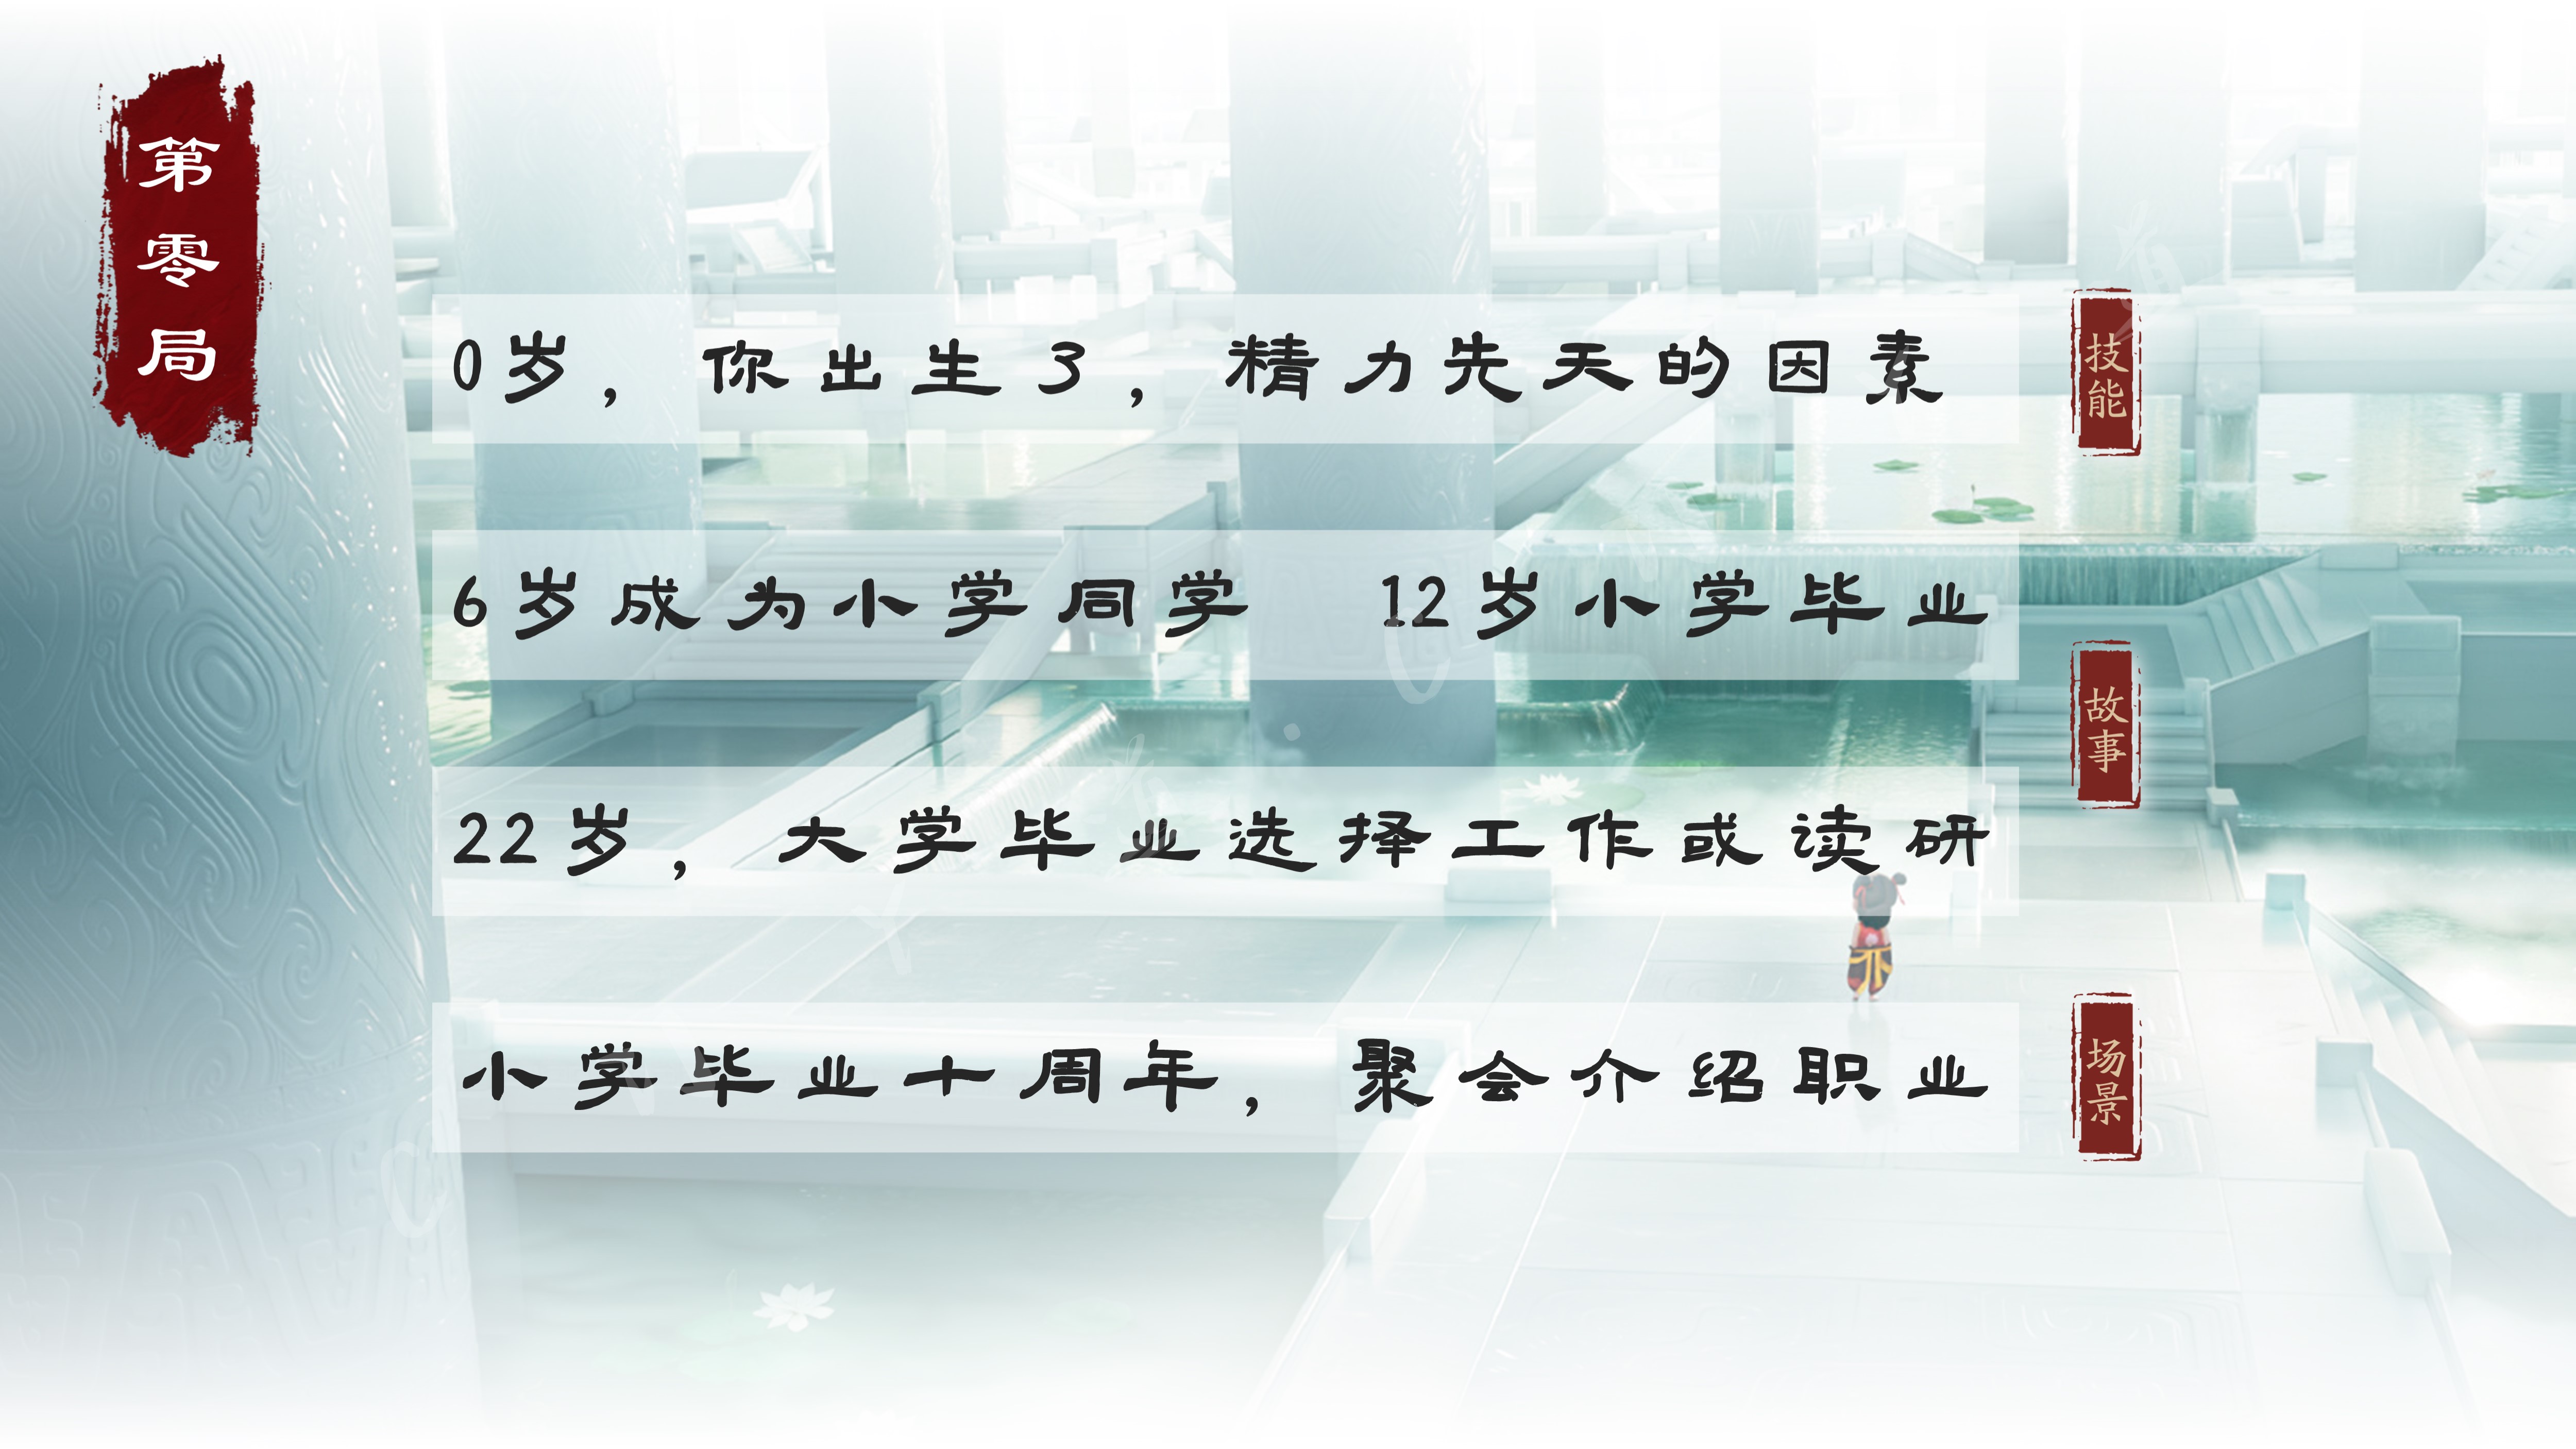 第零局
0岁，你出生了，精力先天的因素
6岁成为小学同学 12岁小学毕业
22岁，大学毕业选择工作或读研
小学毕业十周年，聚会介绍职业
技能
故事
场景